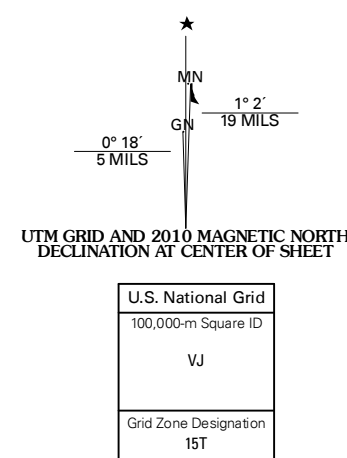 MN
1° 2´
GN
19 MILS
0° 18´
5 MILS
UTM GRID AND 2010 MAGNETIC NORTH
DECLINATION AT CENTER OF SHEET
U.S. National Grid
100,000-m Square ID
VJ
Grid Zone Designation
15T